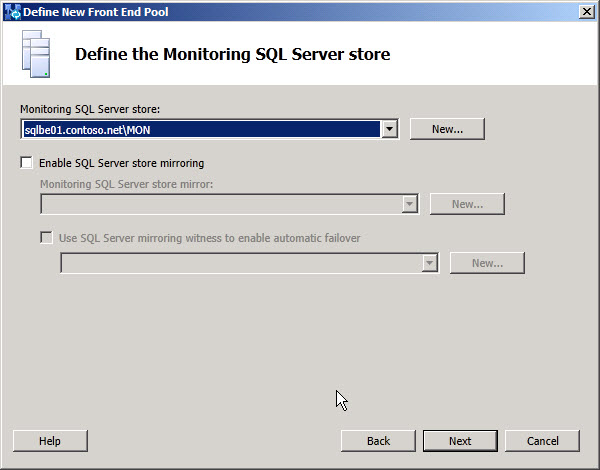 Define New Front End Pool
Define the Monitoring SQL Server store
Monitoring SQL Server store:
sqlbe01.contoso.net\MON
New...
Enable SQL Server store mirroring
Monitoring SQL Server store mirror:
New...
Use SQL Server mirroring witness to enable automatic failover
New...
Help
Back
Next
Cancel